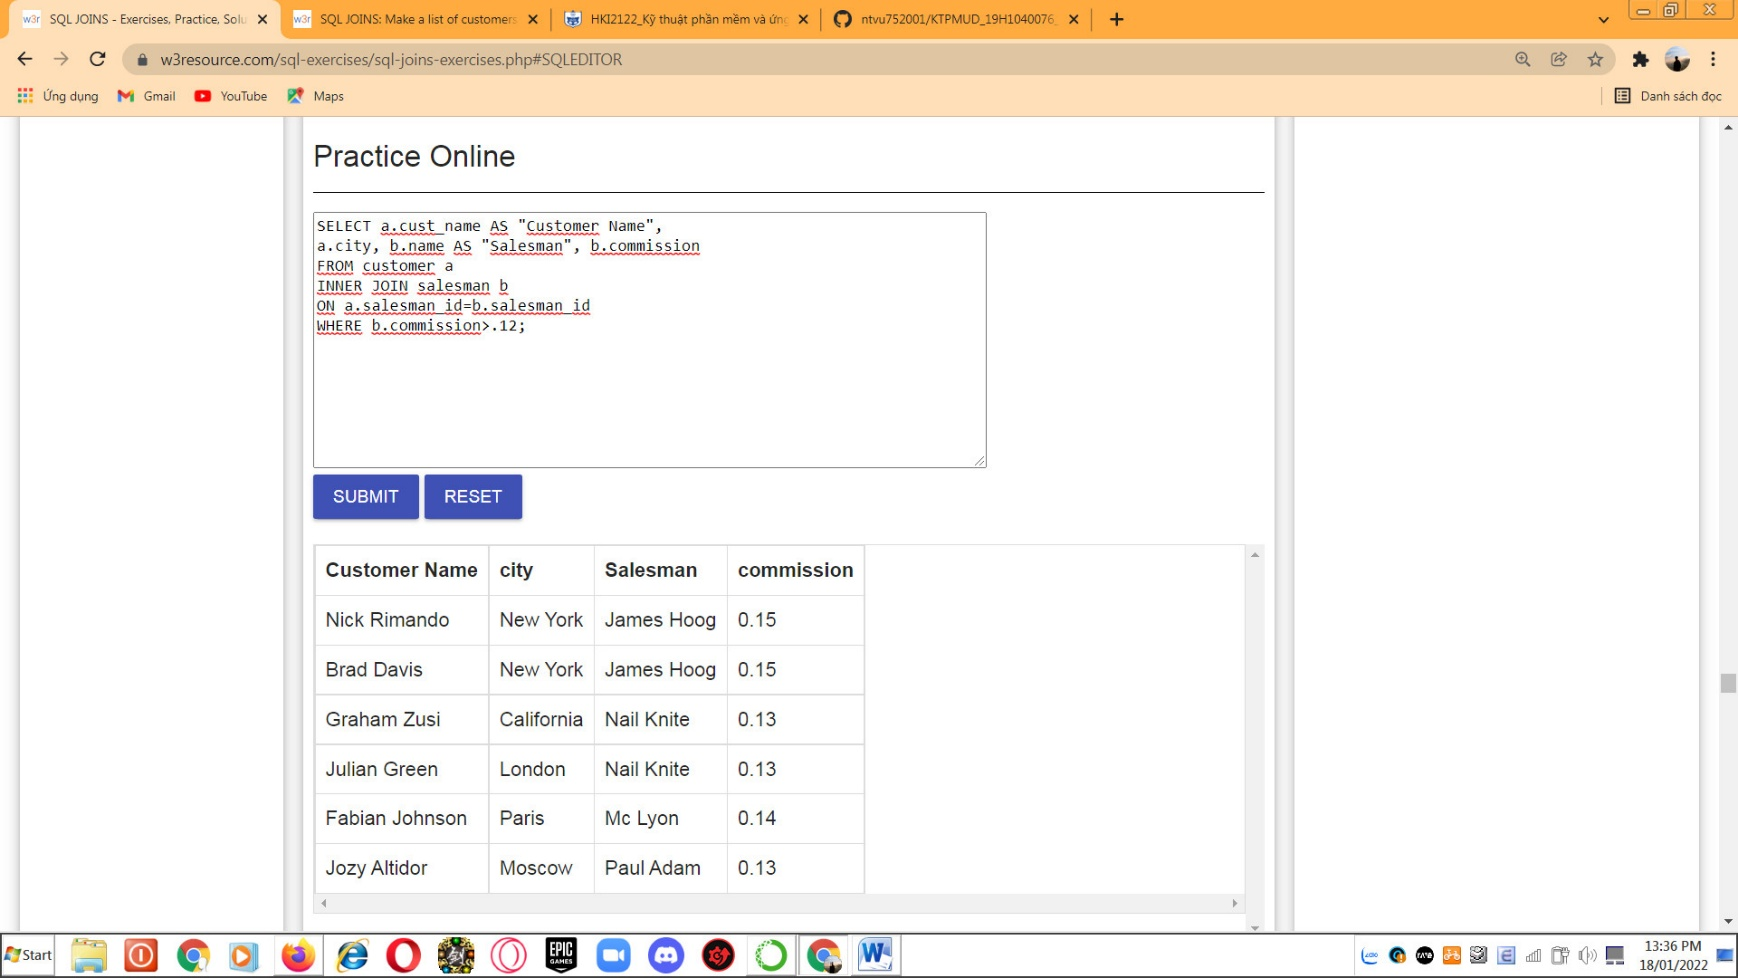 SQL JOINS - Exercises, Practice, Solu
SQL JOINS: Make a list of customers
HKI2122_Kỹ thuật phần mềm và ứng
ntvu752001/KTPMUD_19H1040076_
w3resource.com/sql-exercises/sql-joins-exercises.php#SQLEDITOR
Ứng dụng
Gmail
YouTube
Maps
Danh sách đọc
Practice Online
SELECT a.cust_name AS "Customer Name",
a.city, b.name AS "Salesman", b.commission
FROM customer a
INNER JOIN salesman b
ON a.salesman_id=b.salesman_id
WHERE b.commission>.12;
SUBMIT RESET
Customer Name city Salesman commission
Nick Rimando New York James Hoog 0.15
Brad Davis New York James Hoog 0.15
Graham Zusi California Nail Knite 0.13
Julian Green London Nail Knite 0.13
Fabian Johnson Paris Mc Lyon 0.14
Jozy Altidor Moscow Paul Adam 0.13
Start
EPIC GAMES
13:36 PM
18/01/2022